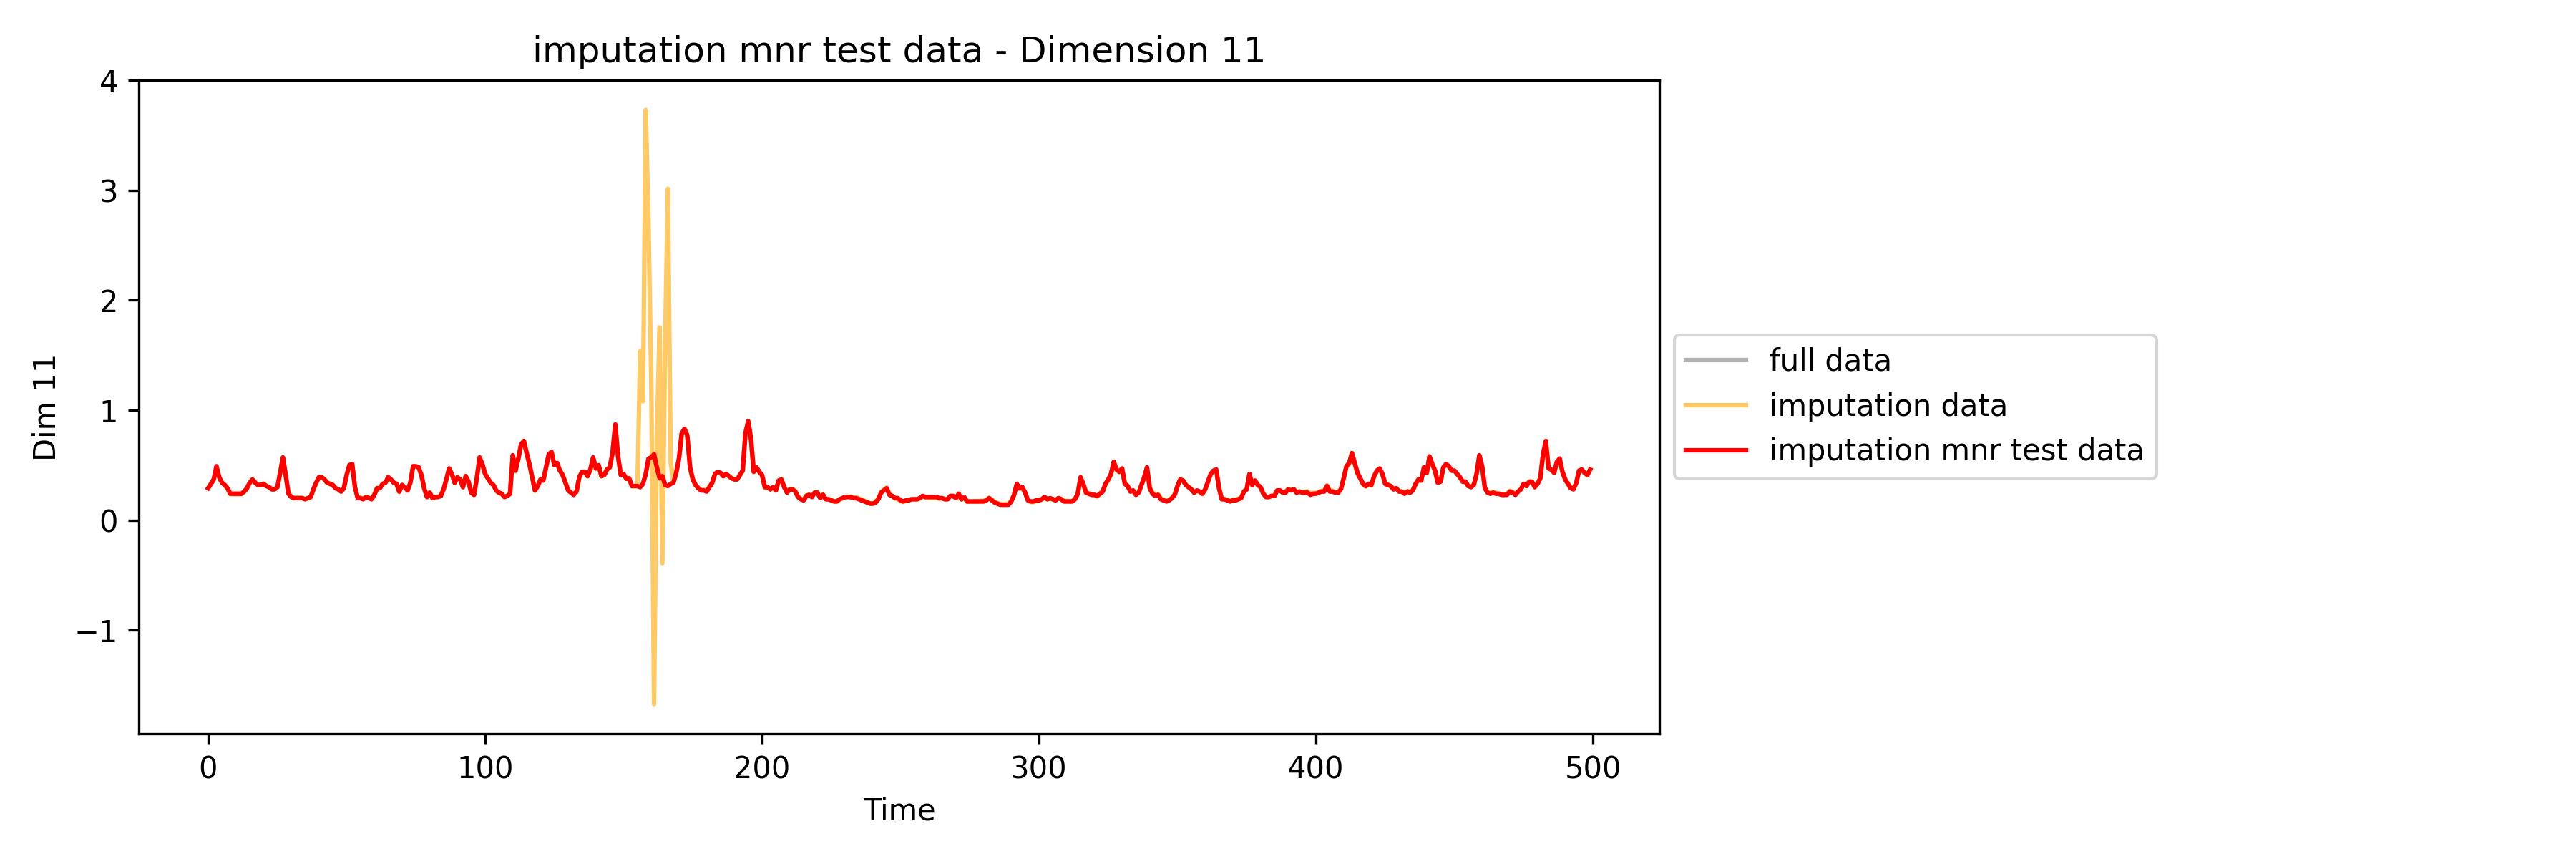 imputation mnr test data - Dimension 11
4
3
2
1
0
−1
Dim 11
0 100 200 300 400 500
Time
full data
imputation data
imputation mnr test data